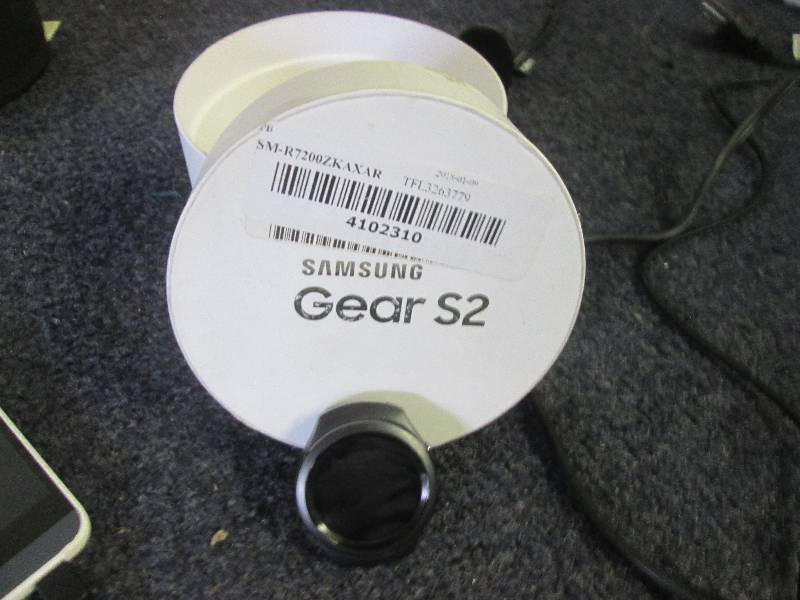 SM-R7200ZKAXAR
TFL3263779
4102310
SAMSUNG
Gear S2